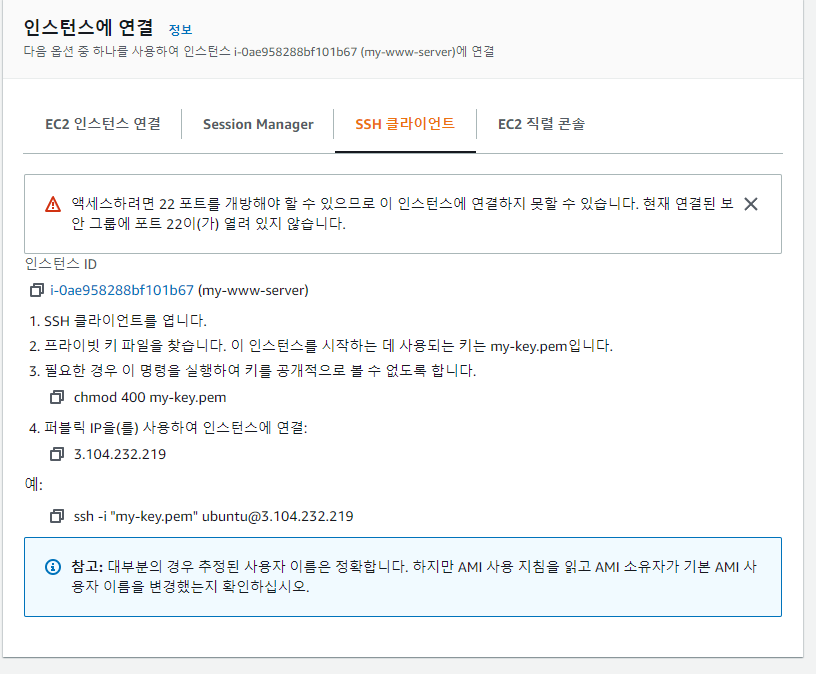 인스턴스에 연결 정보
다음 옵션 중 하나를 사용하여 인스턴스 i-0ae958288bf101b67 (my-www-server)에 연결
EC2 인스턴스 연결
Session Manager
SSH 클라이언트
EC2 직렬 콘솔
액세스하려면 22 포트를 개방해야 할 수 있으므로 이 인스턴스에 연결하지 못할 수 있습니다. 현재 연결된 보
안 그룹에 포트 22이(가) 열려 있지 않습니다.
인스턴스 ID
i-0ae958288bf101b67 (my-www-server)
1. SSH 클라이언트를 엽니다.
2. 프라이빗 키 파일을 찾습니다. 이 인스턴스를 시작하는 데 사용되는 키는 my-key.pem입니다.
3. 필요한 경우 이 명령을 실행하여 키를 공개적으로 볼 수 없도록 합니다.
chmod 400 my-key.pem
4. 퍼블릭 IP을(를) 사용하여 인스턴스에 연결:
3.104.232.219
예:
ssh -i "my-key.pem" ubuntu@3.104.232.219
참고: 대부분의 경우 추정된 사용자 이름은 정확합니다. 하지만 AMI 사용 지침을 읽고 AMI 소유자가 기본 AMI 사
용자 이름을 변경했는지 확인하십시오.